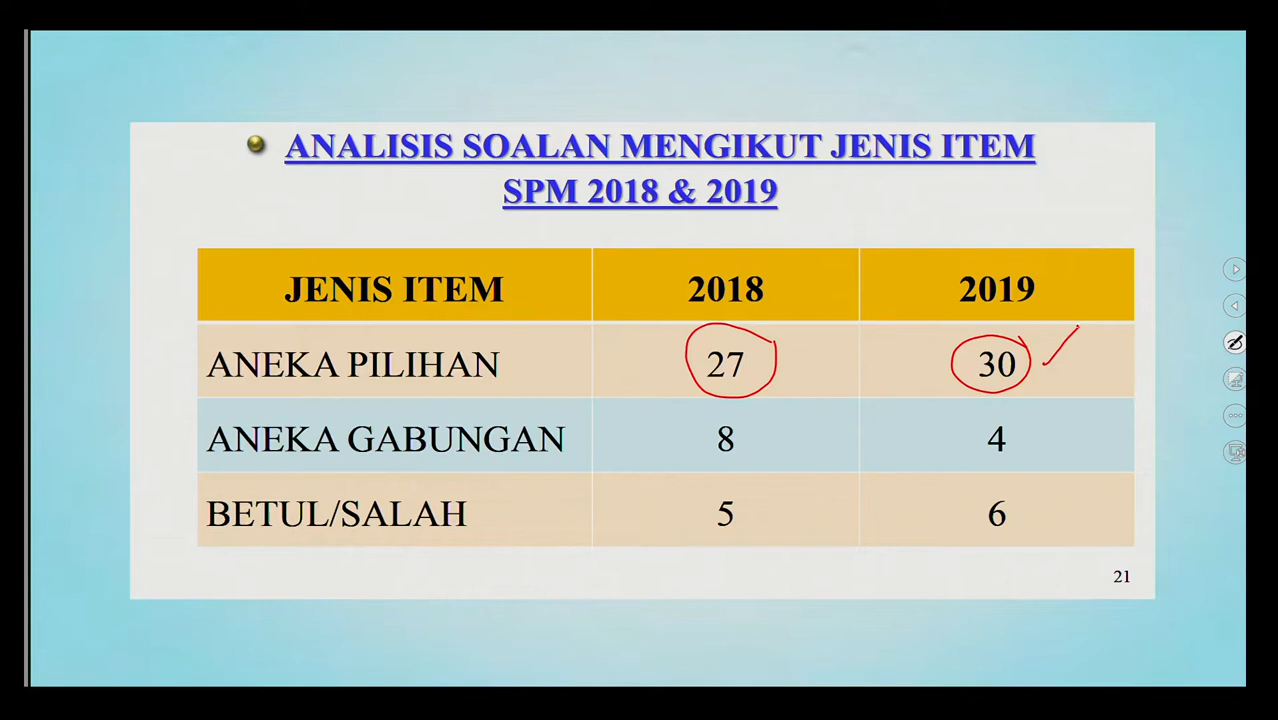 ANALISIS SOALAN MENGIKUT JENIS ITEM
SPM 2018 & 2019
JENIS ITEM 2018 2019
ANEKA PILIHAN 27 30
ANEKA GABUNGAN 8 4
BETUL/SALAH 5 6
21